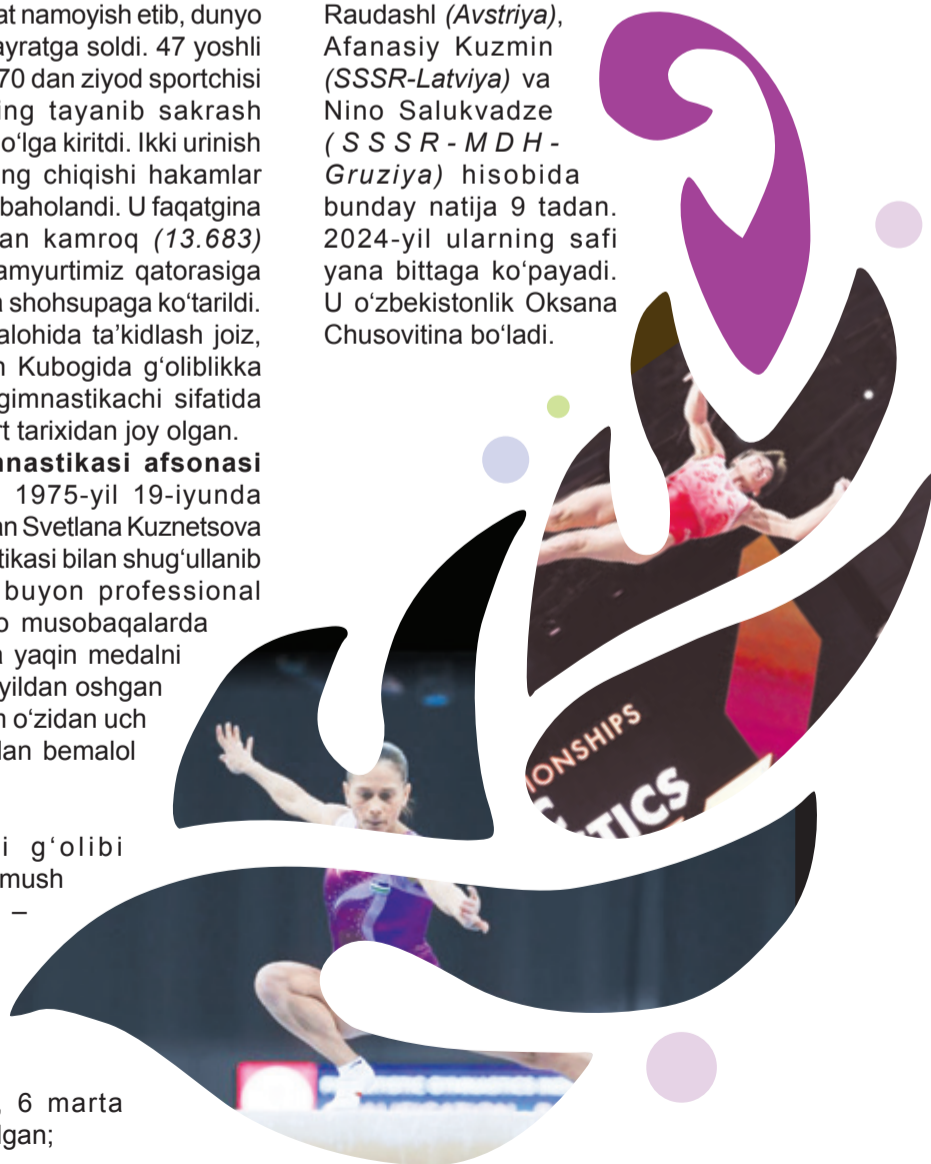 at namoyish etib, dunyo
ayratga soldi. 47 yoshli
70 dan ziyod sportchisi
ing tayanib sakrash
o‘lga kiritdi. Ikki urinish
ng chiqishi hakamlar
baholandi. U faqatgina
an kamroq (13.683)
amyurtimiz qatorasiga
a shohsupaga ko‘tarildi.
alohida ta’kidlash joiz,
n Kubogida g‘oliblikka
gimnastikachi sifatida
rt tarixidan joy olgan.
nnastikasi afsonasi
1975-yil 19-iyunda
an Svetlana Kuznetsova
tikasi bilan shug‘ullanib
buyon professional
o musobaqalarda
a yaqin medalni
yildan oshgan
n o‘zidan uch
dan bemalol
i g‘olibi
mush
–
, 6 marta
lgan;
Raudashl (Avstriya),
Afanasiy Kuzmin
(SSSR-Latviya) va
Nino Salukvadze
(SSSR-MDH-
Gruziya) hisobida
bunday natija 9 tadan.
2024-yil ularning safi
yana bittaga ko‘payadi.
U o‘zbekistonlik Oksana
Chusovitina bo‘ladi.
IONSHIPS
TICS